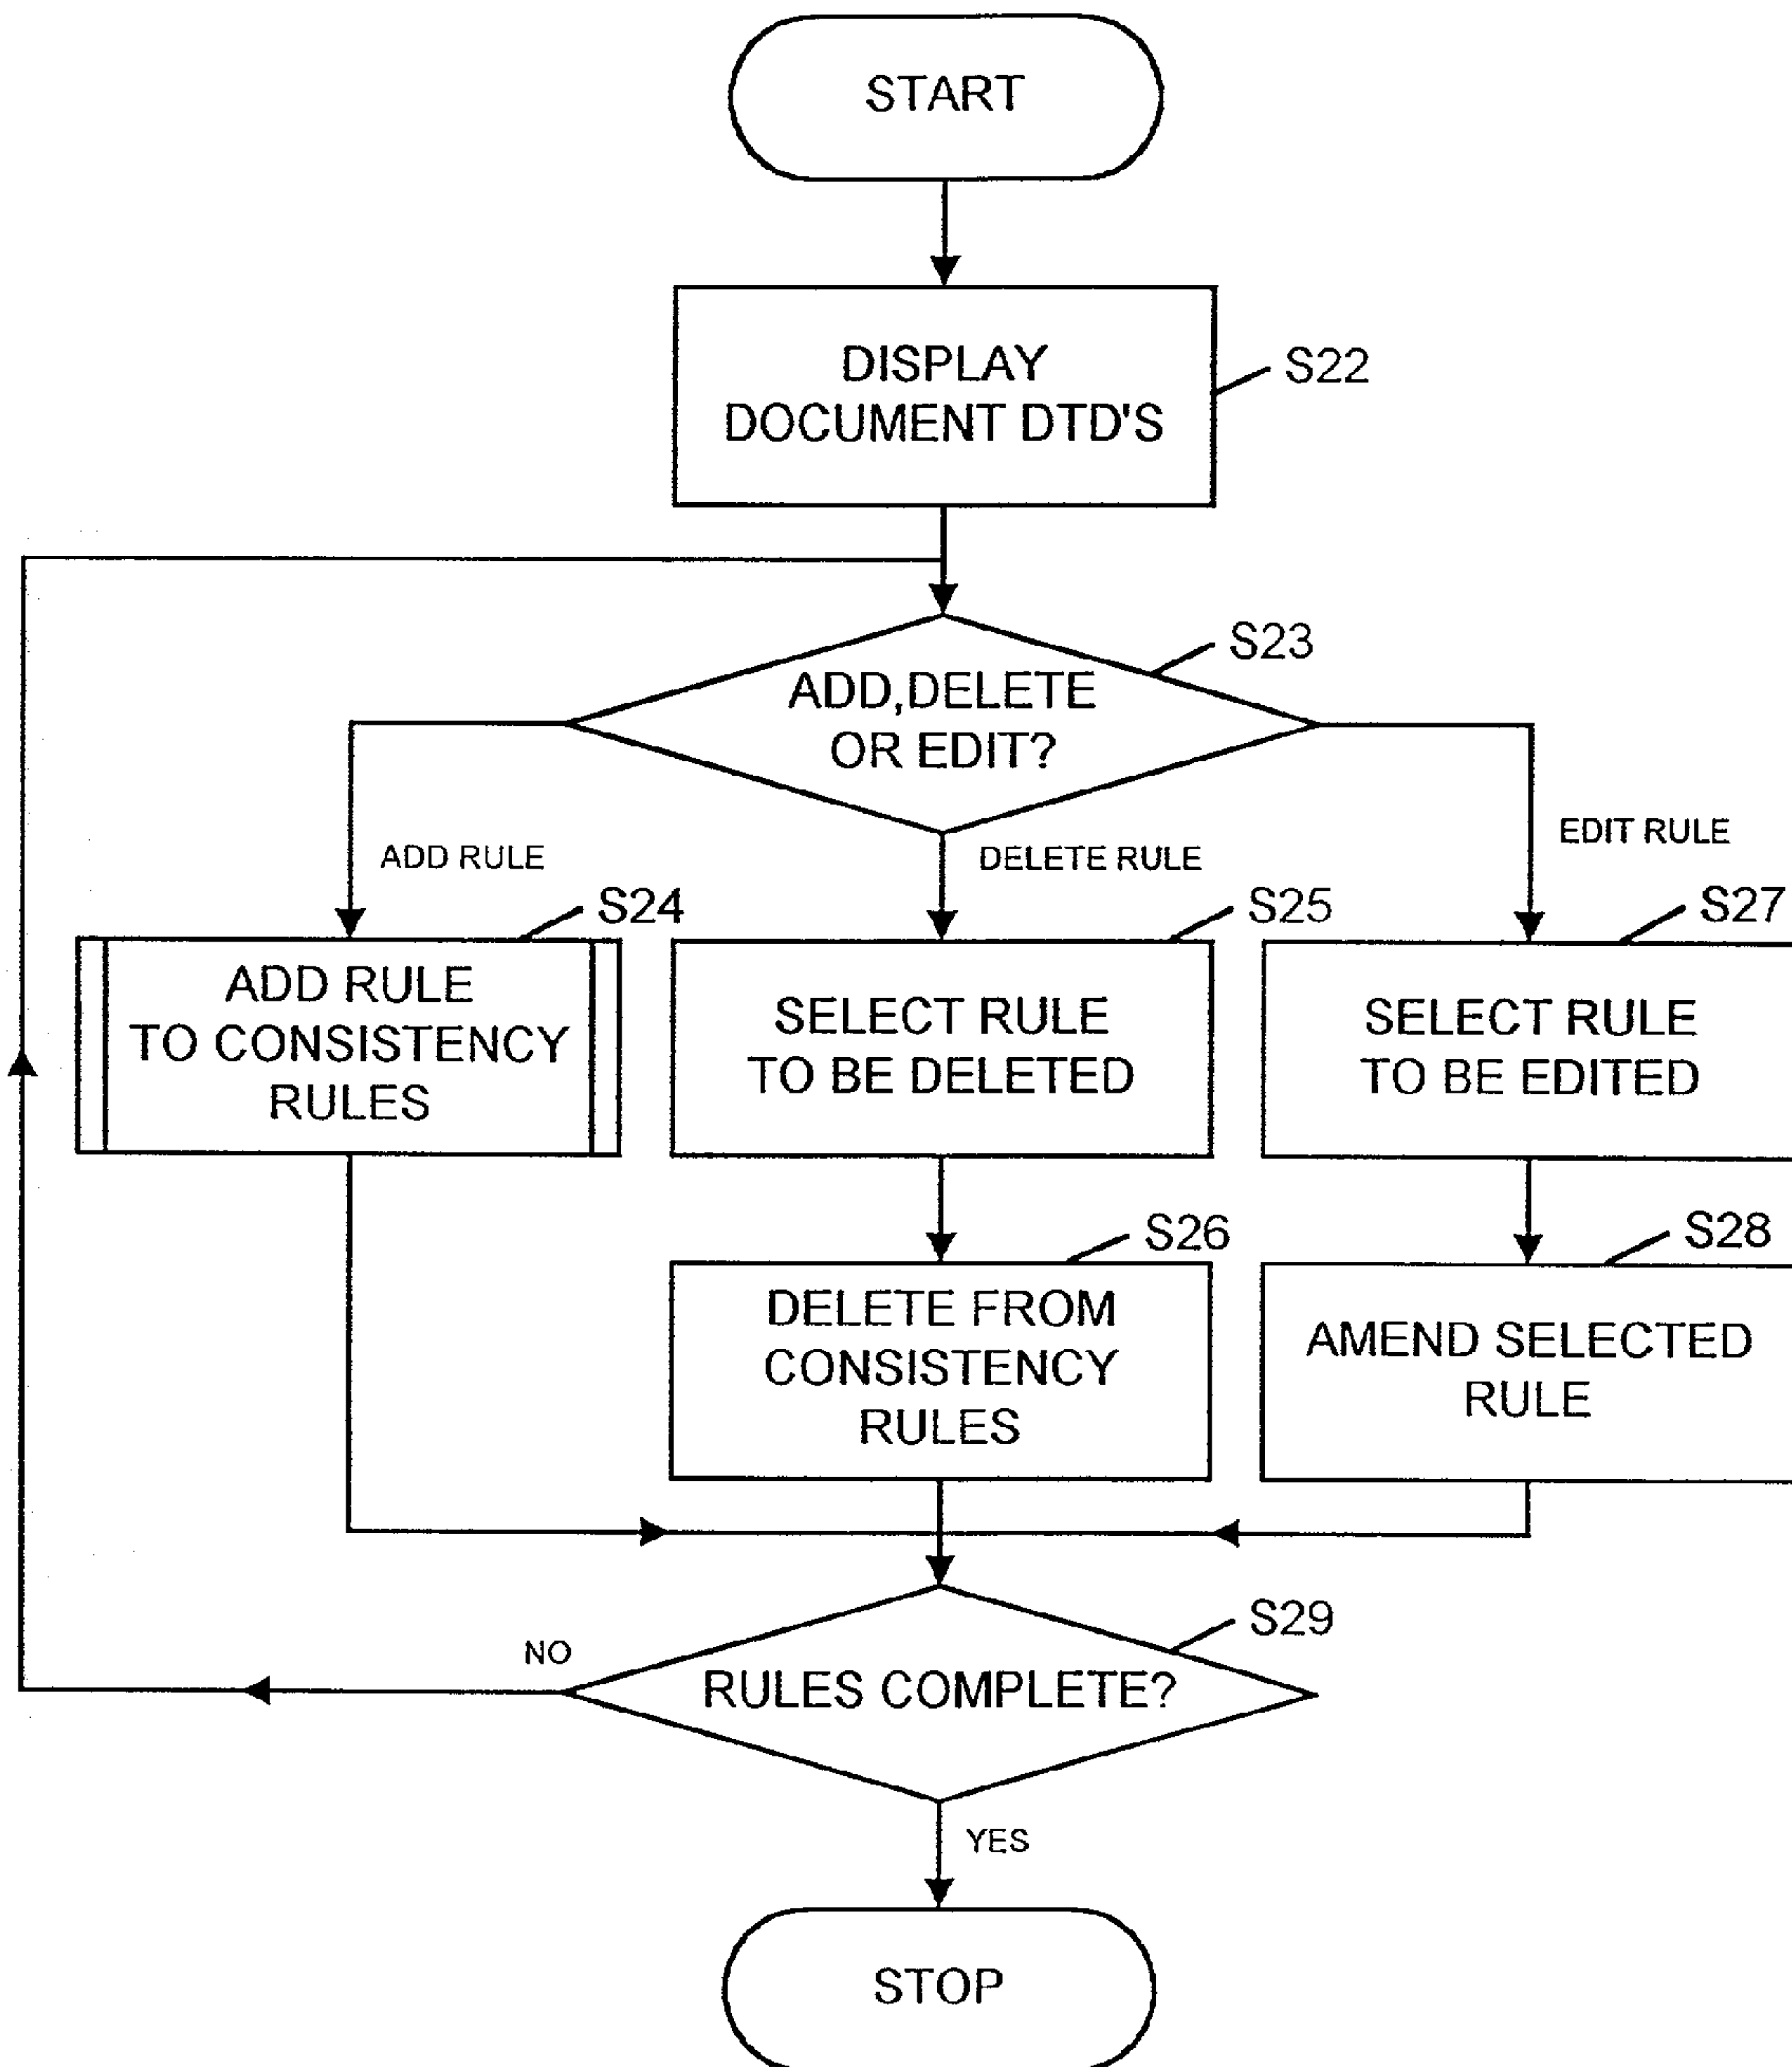 START
DISPLAY
DOCUMENT DTD'S
S22
S23
ADD,DELETE
OR EDIT?
ADD RULE
DELETE RULE
EDIT RULE
S24
ADD RULE
TO CONSISTENCY
RULES
S25
SELECT RULE
TO BE DELETED
S27
SELECT RULE
TO BE EDITED
S26
DELETE FROM
CONSISTENCY
RULES
S28
AMEND SELECTED
RULE
S29
RULES COMPLETE?
NO
YES
STOP